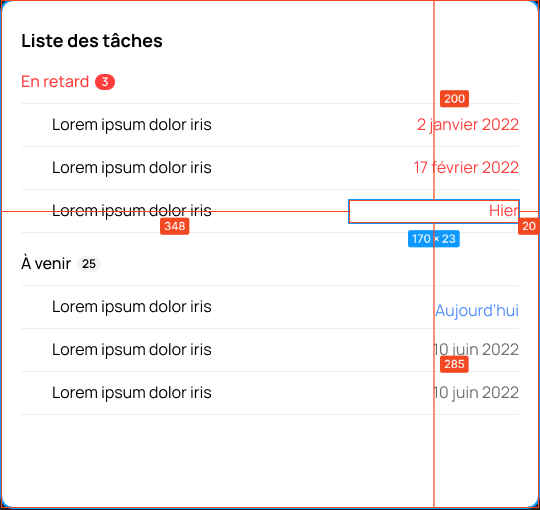 Liste des tâches
En retard 3
200
Lorem ipsum dolor iris 2 janvier 2022
Lorem ipsum dolor iris 17 février 2022
Lorem ipsum dolor iris Hier
348 20
170 × 23
À venir 25
Lorem ipsum dolor iris Aujourd'hui
Lorem ipsum dolor iris 10 juin 2022
285
Lorem ipsum dolor iris 10 juin 2022